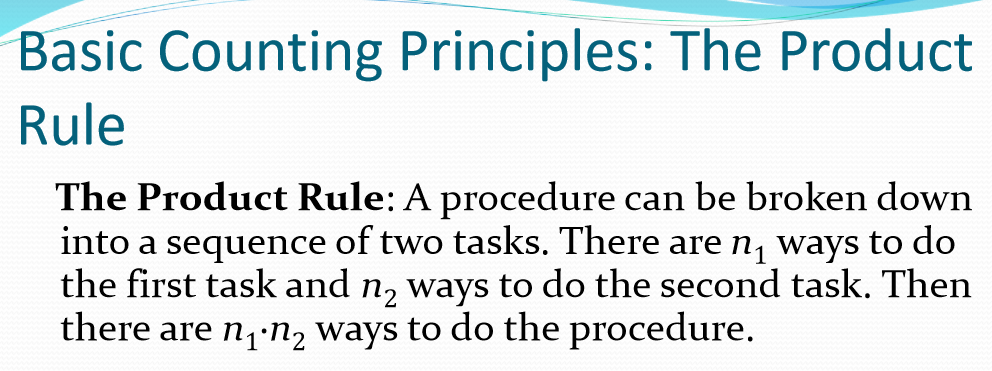 Basic Counting Principles: The Product
Rule
The Product Rule: A procedure can be broken down
into a sequence of two tasks. There are n₁ ways to do
the first task and n₂ ways to do the second task. Then
there are n₁∙n₂ ways to do the procedure.